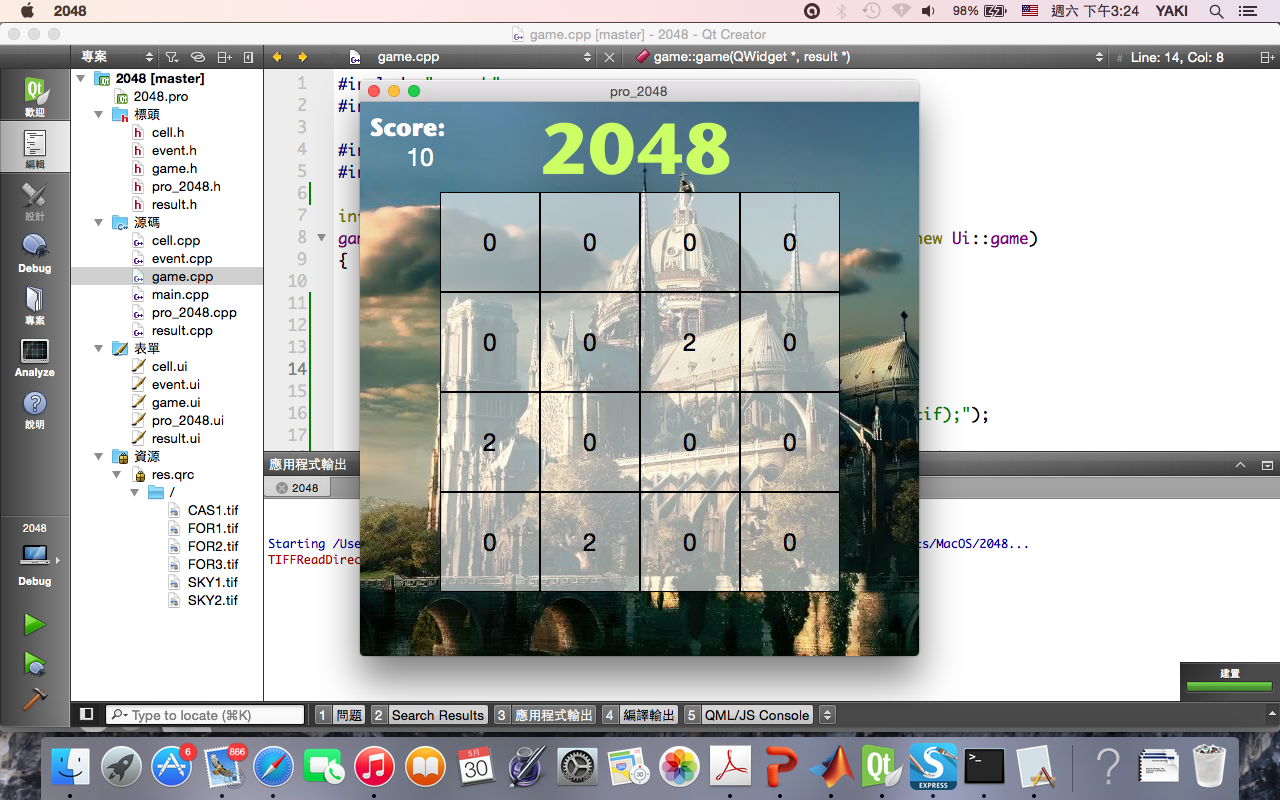 2048
98%
週六 下午3:24
YAKI
game.cpp [master] - 2048 - Qt Creator
專案
game.cpp
game::game(QWidget *, result *)
# Line: 14, Col: 8
歡迎
編輯
設計
Debug
專案
Analyze
說明
2048
Debug
2048 [master]
2048.pro
標頭
cell.h
event.h
game.h
pro_2048.h
result.h
源碼
cell.cpp
event.cpp
game.cpp
main.cpp
pro_2048.cpp
result.cpp
表單
cell.ui
event.ui
game.ui
pro_2048.ui
result.ui
資源
res.qrc
/
CAS1.tif
FOR1.tif
FOR2.tif
FOR3.tif
SKY1.tif
SKY2.tif
1
2
3
4
5
6
7
8
9 {
10
11
12
13
14
15
16
17
new Ui::game)
tif);");
pro_2048
Score:
10
2048
0 0 0 0
0 0 2 0
2 0 0 0
0 2 0 0
應用程式輸出
2048
Starting /Use
s/MacOS/2048...
TIFFReadDirec
建置
Type to locate (⌘K)
1 問題
2 Search Results
3 應用程式輸出
4 編譯輸出
5 QML/JS Console
6
866
5月
30
Qt
S
EXPRESS